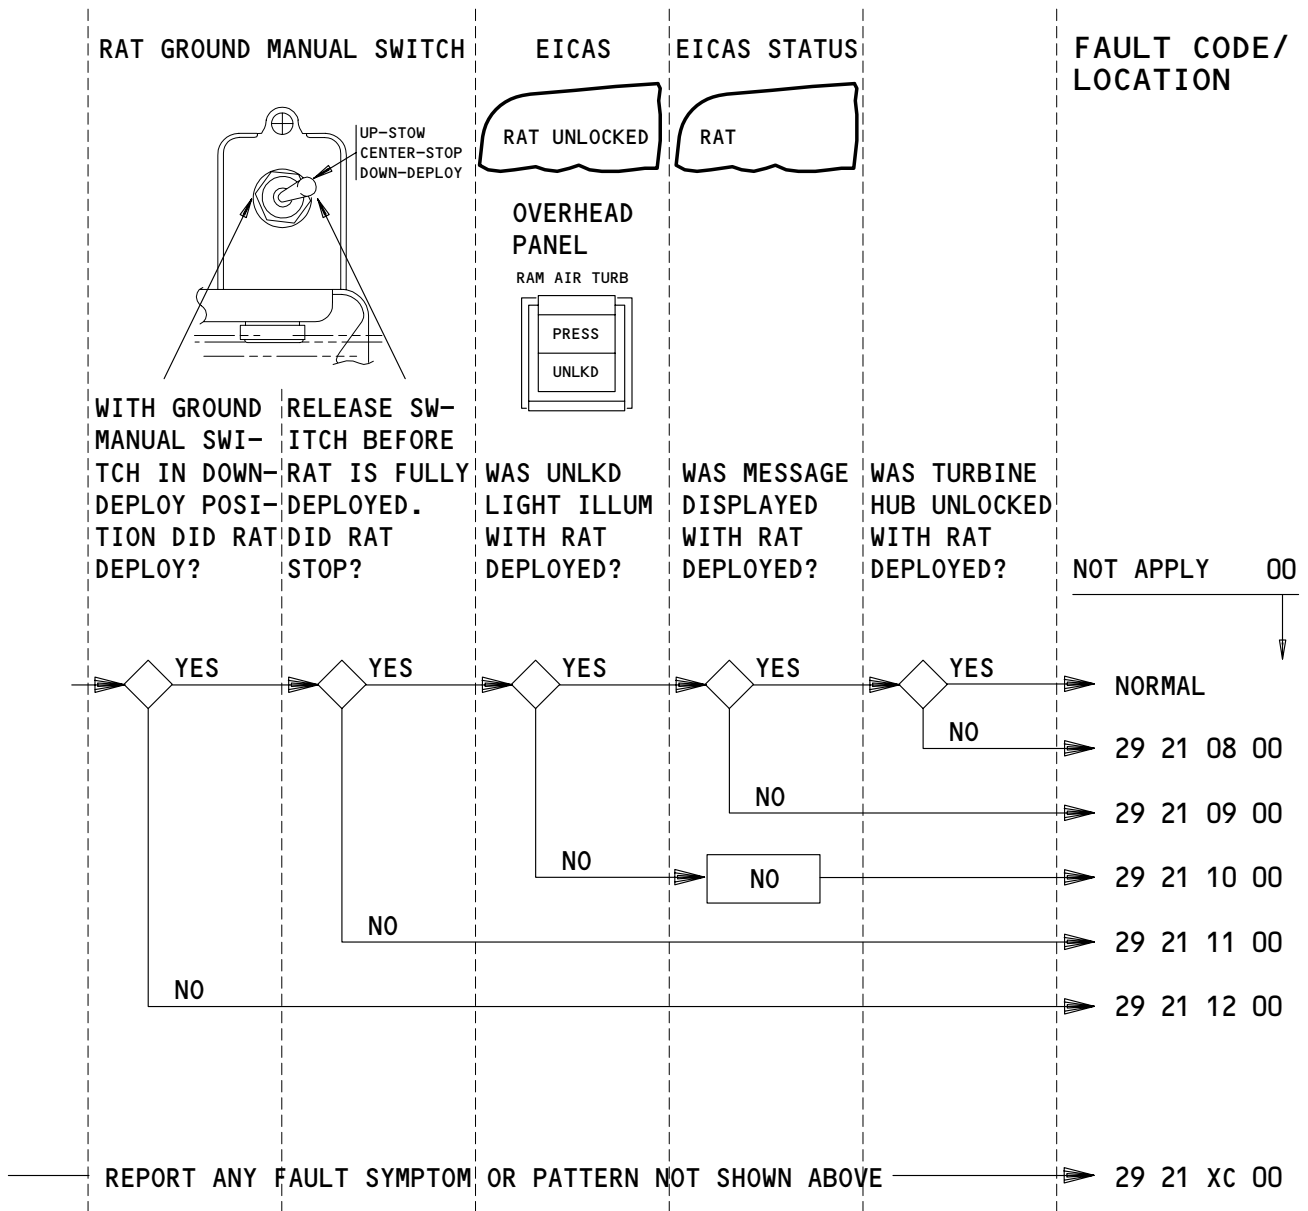 RAT GROUND MANUAL SWITCH
EICAS
EICAS STATUS
FAULT CODE/
LOCATION
UP-STOW
CENTER-STOP
DOWN-DEPLOY
RAT UNLOCKED
RAT
OVERHEAD
PANEL
RAM AIR TURB
PRESS
UNLKD
WITH GROUND
MANUAL SWI-
TCH IN DOWN-
DEPLOY POSI-
TION DID RAT
DEPLOY?
RELEASE SW-
ITCH BEFORE
RAT IS FULLY
DEPLOYED.
DID RAT
STOP?
WAS UNLKD
LIGHT ILLUM
WITH RAT
DEPLOYED?
WAS MESSAGE
DISPLAYED
WITH RAT
DEPLOYED?
WAS TURBINE
HUB UNLOCKED
WITH RAT
DEPLOYED?
NOT APPLY 00
YES
YES
YES
YES
YES
NORMAL
NO
29 21 08 00
NO
29 21 09 00
NO
NO
29 21 10 00
NO
29 21 11 00
NO
29 21 12 00
REPORT ANY FAULT SYMPTOM OR PATTERN NOT SHOWN ABOVE
29 21 XC 00